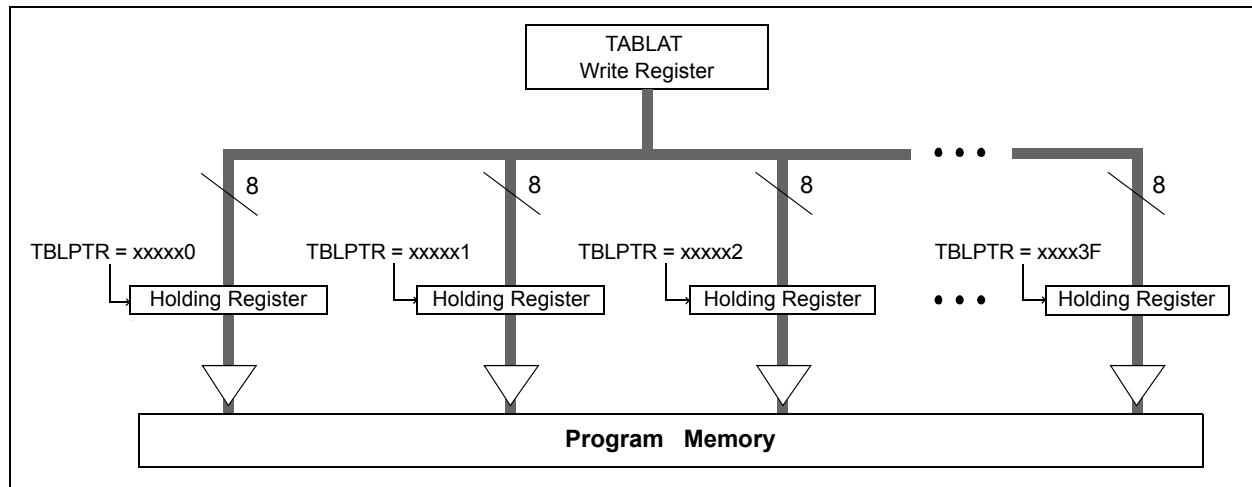 TABLAT
Write Register
8
8
8
8
TBLPTR = xxxxx0
TBLPTR = xxxxx1
TBLPTR = xxxxx2
TBLPTR = xxxx3F
Holding Register
Holding Register
Holding Register
Holding Register
Program Memory